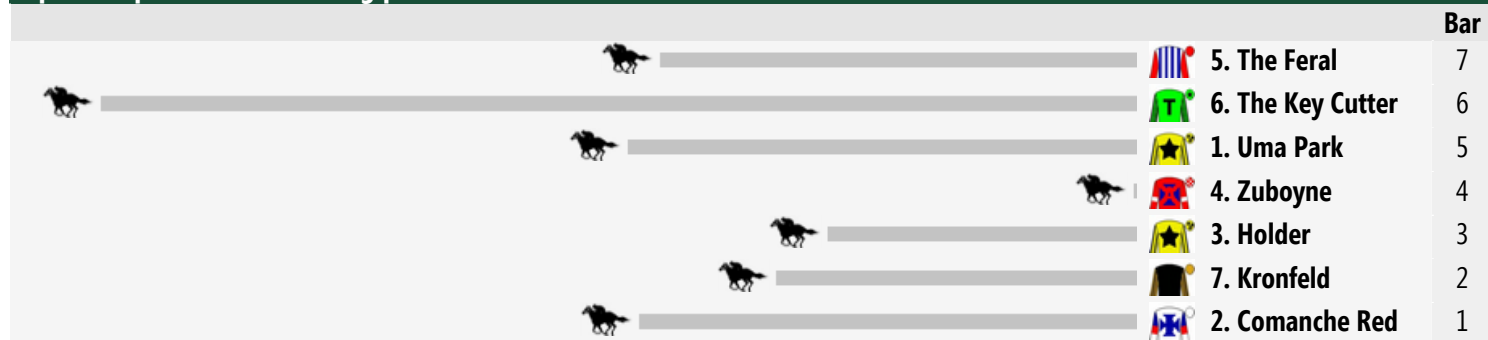 Bar
5. The Feral 7
6. The Key Cutter 6
T
1. Uma Park 5
4. Zuboyne 4
3. Holder 3
7. Kronfeld 2
2. Comanche Red 1